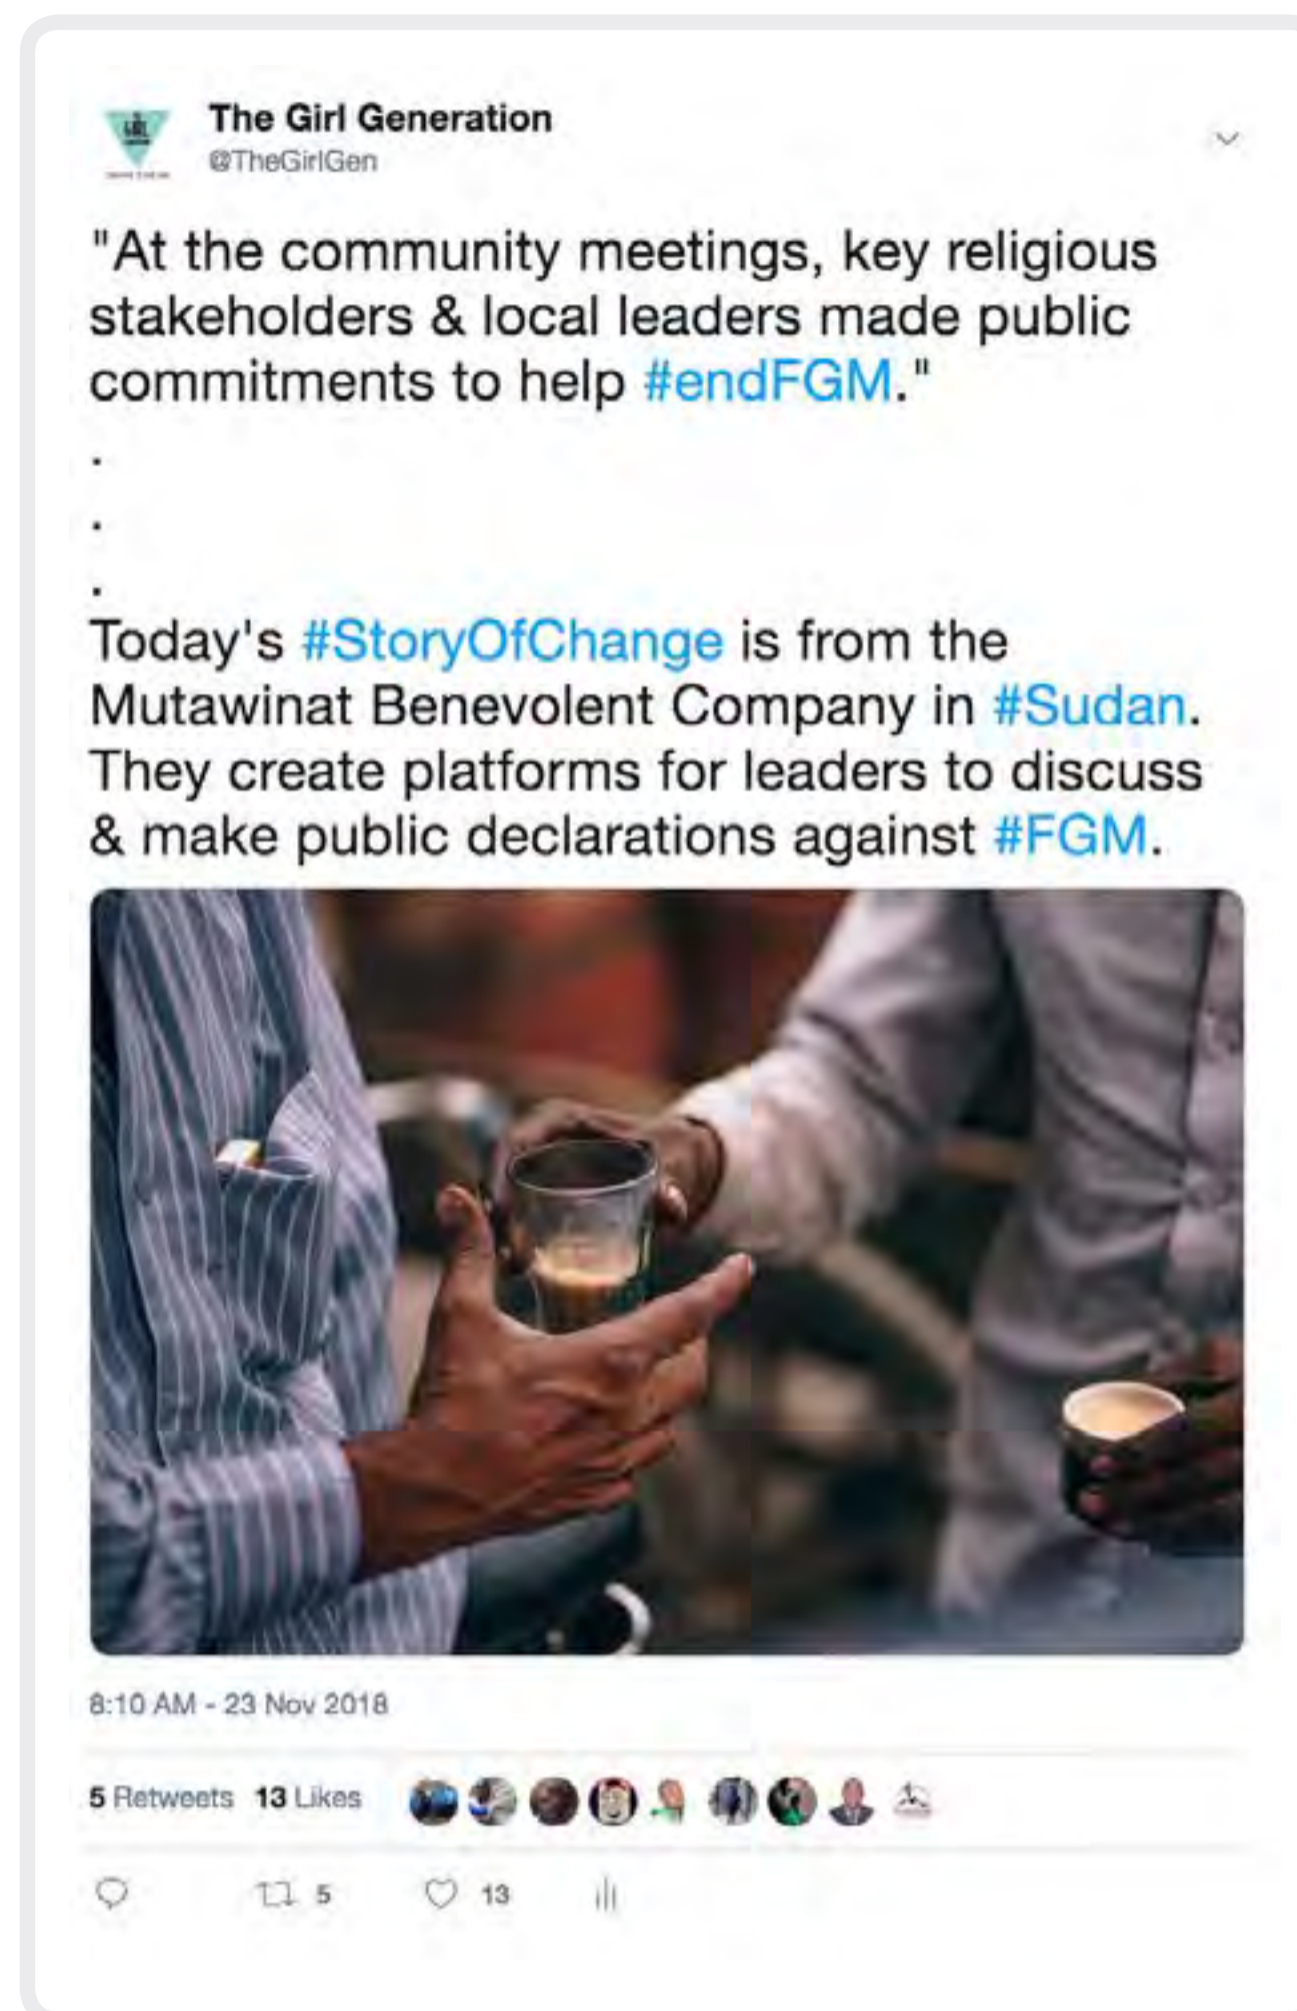 The Girl Generation
@TheGirlGen
"At the community meetings, key religious
stakeholders & local leaders made public
commitments to help #endFGM."
.
.
.
Today's #StoryOfChange is from the
Mutawinat Benevolent Company in #Sudan.
They create platforms for leaders to discuss
& make public declarations against #FGM.
8:10 AM - 23 Nov 2018
5 Retweets 13 Likes
5 13